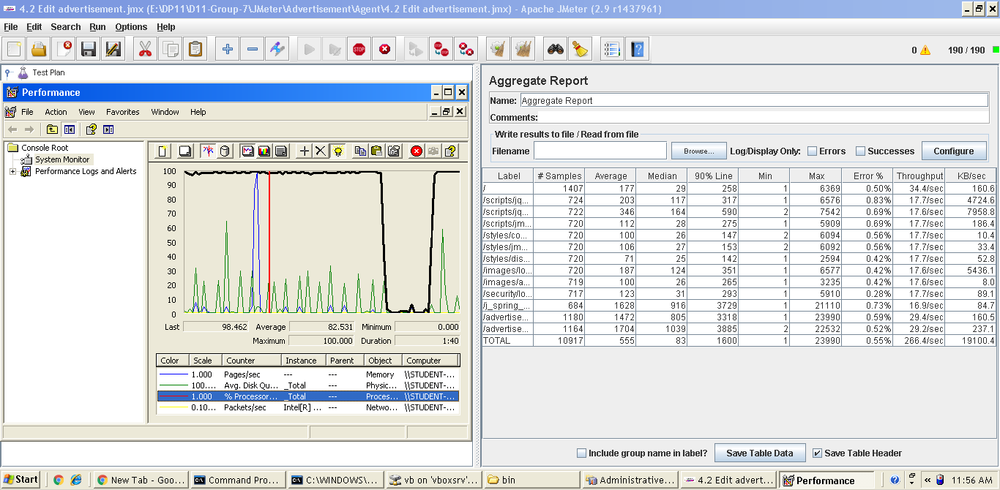 4.2 Edit advertisement.jmx (E:\DP11\D11-Group-7\JMeter\Advertisement\Agent\4.2 Edit advertisement.jmx) - Apache JMeter (2.9 r1437961)
File Edit Search Run Options Help
0 190 / 190
Test Plan
Performance
File Action View Favorites Window Help
Console Root
System Monitor
Performance Logs and Alerts
100
90
80
70
60
50
40
30
20
10
0
Last 98.462 Average 82.531 Minimum 0.000
Maximum 100.000 Duration 1:40
Color Scale Counter Instance Parent Object Computer
1.000 Pages/sec --- --- Memory \\STUDENT-...
100.... Avg. Disk Qu... _Total --- Physic... \\STUDENT-...
1.000 % Processor... _Total --- Proces... \\STUDENT-...
0.10... Packets/sec Intel[R] ... --- Netwo... \\STUDENT-...
Aggregate Report
Name: Aggregate Report
Comments:
Write results to file / Read from file
Filename Browse... Log/Display Only: Errors Successes Configure
Label # Samples Average Median 90% Line Min Max Error % Throughput KB/sec
/ 1407 177 29 258 1 6369 0.50% 34.4/sec 160.6
/scripts/jq... 724 203 117 317 1 6576 0.83% 17.7/sec 4724.6
/scripts/jq... 722 346 164 590 2 7542 0.69% 17.6/sec 7958.8
/scripts/jm... 720 112 28 275 1 5909 0.69% 17.7/sec 186.4
/styles/co... 720 100 26 147 2 6094 0.56% 17.7/sec 10.4
/styles/jm... 720 106 27 153 2 6092 0.56% 17.7/sec 33.4
/styles/dis... 720 71 25 142 1 2594 0.42% 17.7/sec 52.8
/images/lo... 720 187 124 351 1 6577 0.42% 17.6/sec 5436.1
/images/a... 719 100 26 265 1 3235 0.42% 17.6/sec 8.0
/security/lo... 717 123 31 293 1 5910 0.28% 17.7/sec 89.1
/j_spring_... 684 1628 916 3729 1 21110 0.73% 16.9/sec 84.7
/advertise... 1180 1472 805 3318 1 23990 0.59% 29.4/sec 160.5
/advertise... 1164 1704 1039 3885 2 22532 0.52% 29.2/sec 237.1
TOTAL 10917 555 83 1600 1 23990 0.55% 266.4/sec 19100.4
Include group name in label? Save Table Data Save Table Header
Start New Tab - Goo... Command Pro... C:\WINDOWS\... vb on 'vboxsrv'... bin Administrative... 4.2 Edit advert... Performance 11:56 AM